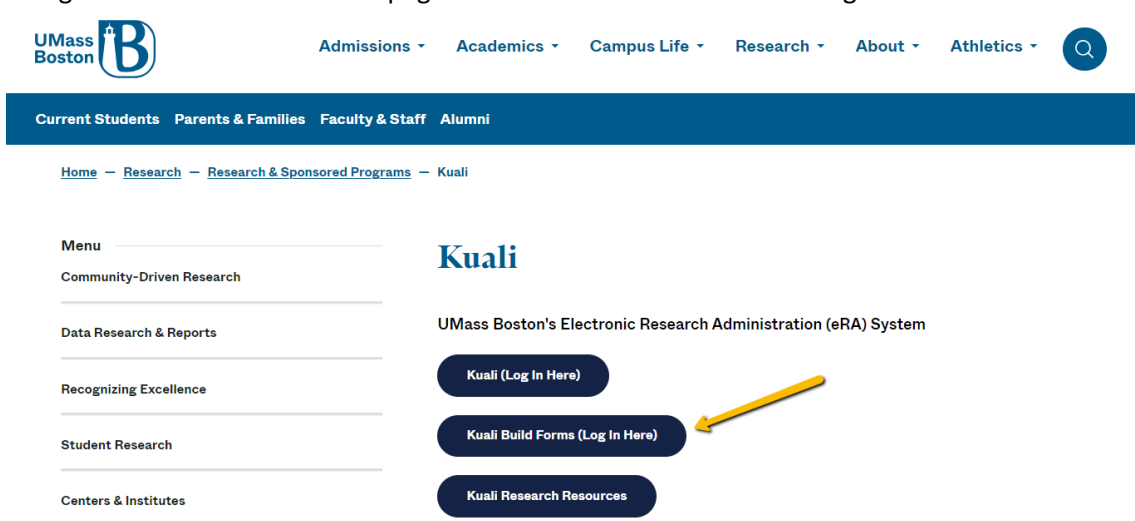 UMass
Boston
B
Admissions
Academics
Campus Life
Research
About
Athletics
Current Students Parents & Families Faculty & Staff Alumni
Home — Research — Research & Sponsored Programs — Kuali
Menu
Community-Driven Research
Data Research & Reports
Recognizing Excellence
Student Research
Centers & Institutes
Kuali
UMass Boston's Electronic Research Administration (eRA) System
Kuali (Log In Here)
Kuali Build Forms (Log In Here)
Kuali Research Resources